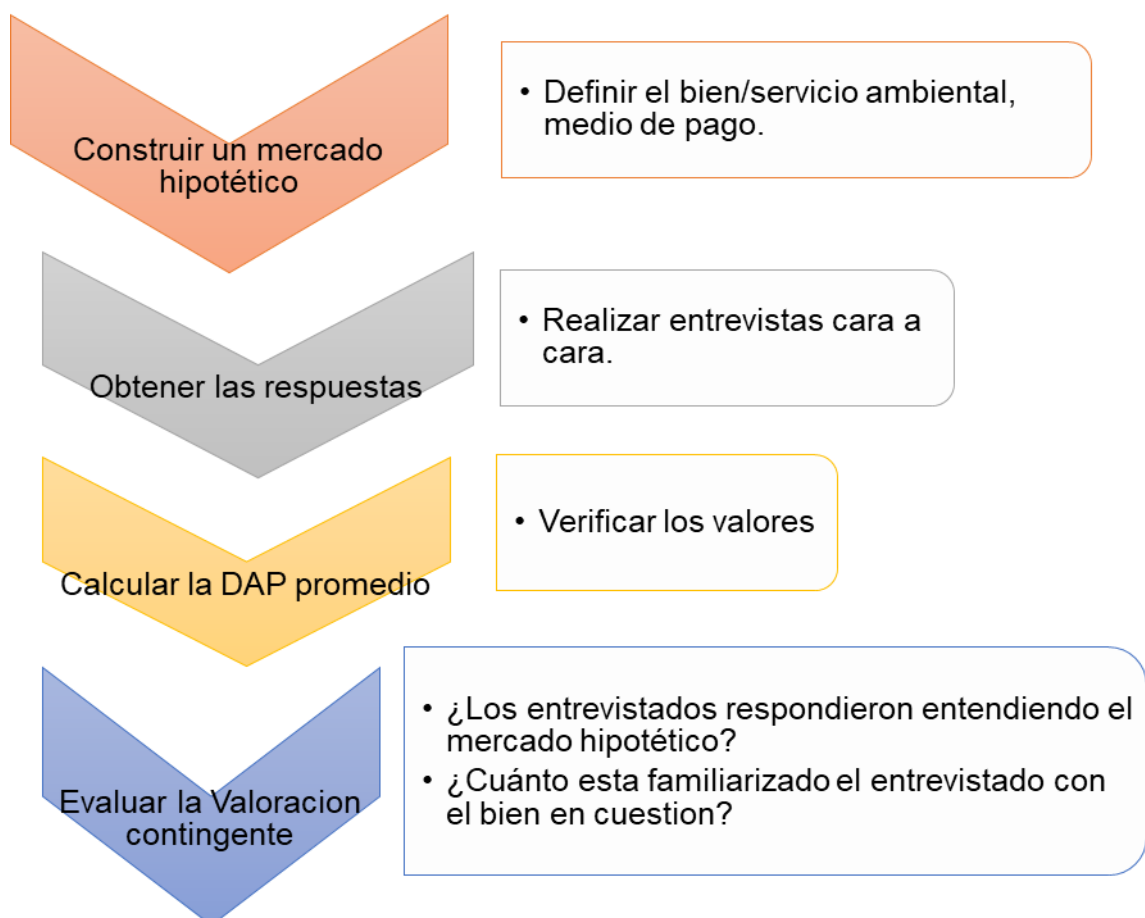 Construir un mercado
hipotético
• Definir el bien/servicio ambiental,
medio de pago.
Obtener las respuestas
• Realizar entrevistas cara a
cara.
Calcular la DAP promedio
• Verificar los valores
Evaluar la Valoracion
contingente
• ¿Los entrevistados respondieron entendiendo el
mercado hipotético?
• ¿Cuánto esta familiarizado el entrevistado con
el bien en cuestion?